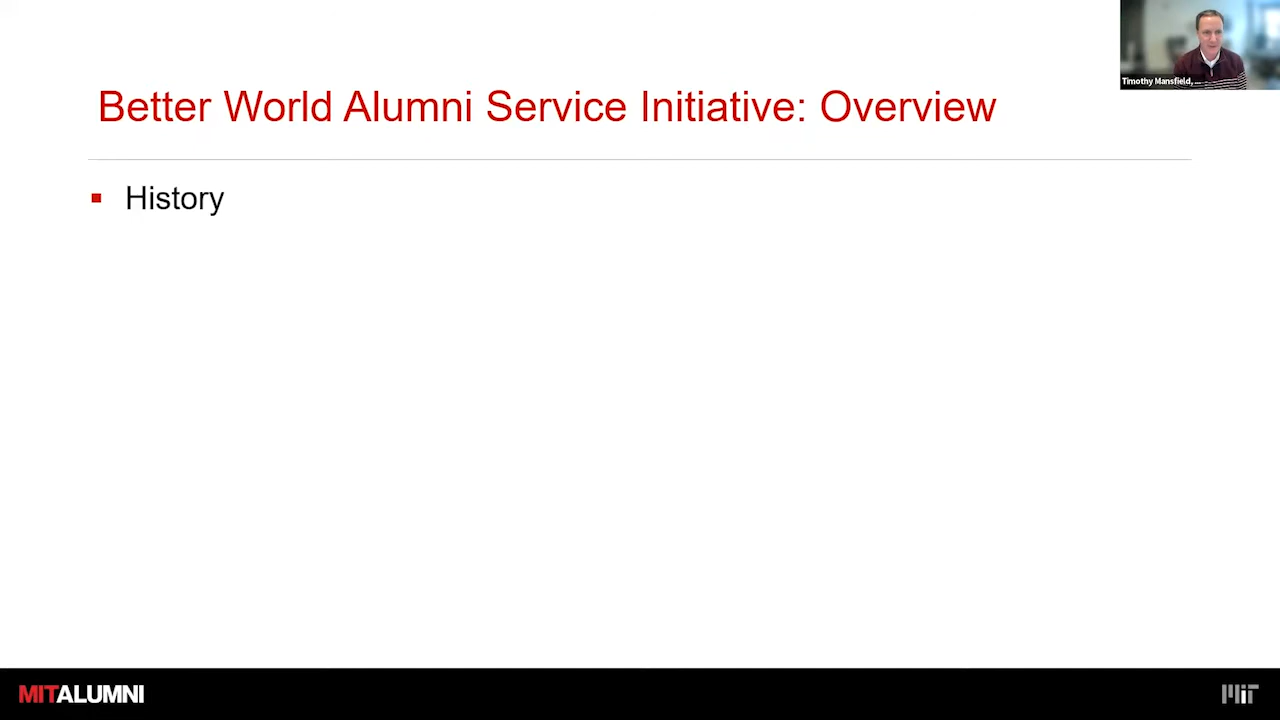 Timothy Mansfield, ...
Better World Alumni Service Initiative: Overview
History
MITALUMNI
MIT